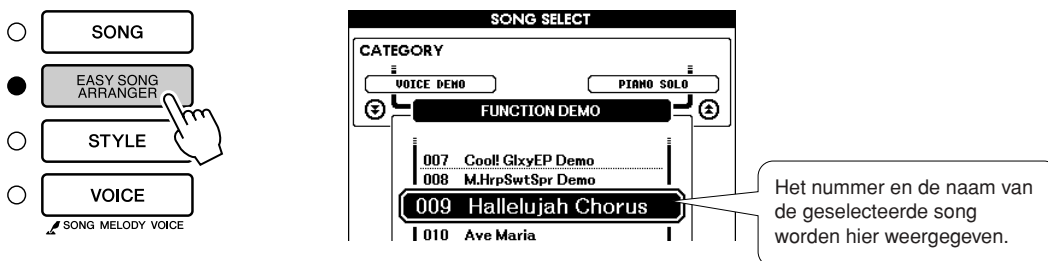 SONG
EASY SONG
ARRANGER
STYLE
VOICE
SONG MELODY VOICE
SONG SELECT
CATEGORY
VOICE DEMO
PIANO SOLO
FUNCTION DEMO
007 Cool! GlxyEP Demo
008 M.HrpSwtSpr Demo
009 Hallelujah Chorus
010 Ave Maria
Het nummer en de naam van
de geselecteerde song
worden hier weergegeven.